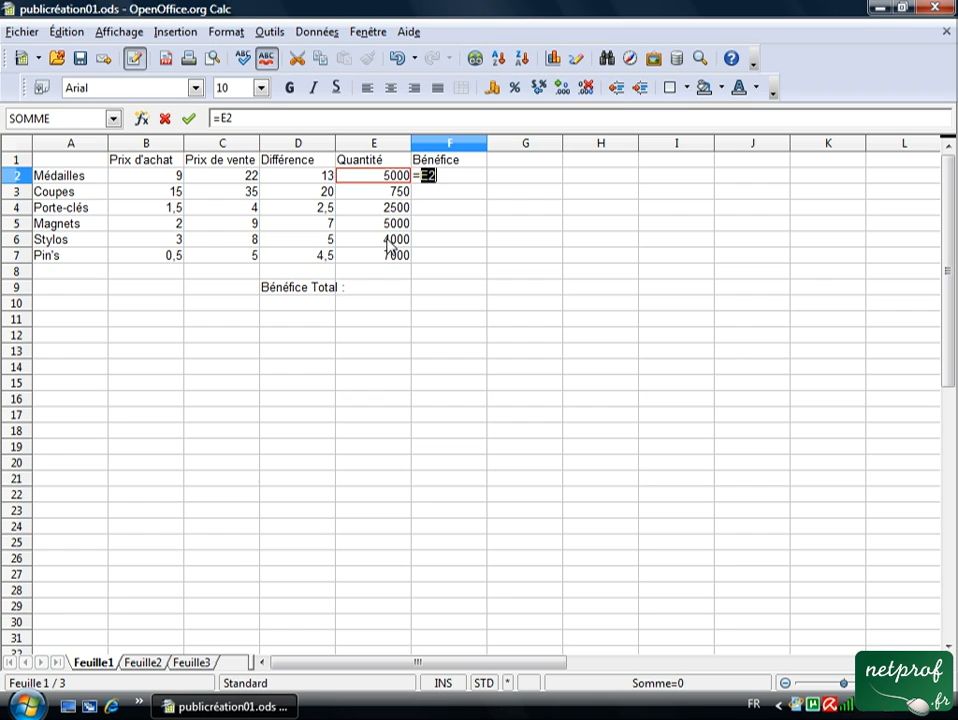 publicréation01.ods - OpenOffice.org Calc
Fichier Édition Affichage Insertion Format Outils Données Fenêtre Aide
Arial 10 G I S
SOMME =E2
A B C D E F G H I J K L
1 Prix d'achat Prix de vente Différence Quantité Bénéfice
2 Médailles 9 22 13 5000 =E2
3 Coupes 15 35 20 750
4 Porte-clés 1,5 4 2,5 2500
5 Magnets 2 9 7 5000
6 Stylos 3 8 5 4000
7 Pin's 0,5 5 4,5 7000
8
9 Bénéfice Total :
10
11
12
13
14
15
16
17
18
19
20
21
22
23
24
25
26
27
28
29
30
31
32
Feuille1 Feuille2 Feuille3
Feuille 1 / 3 Standard INS STD * Somme=0
publicréation01.ods ... FR
netprof
.fr